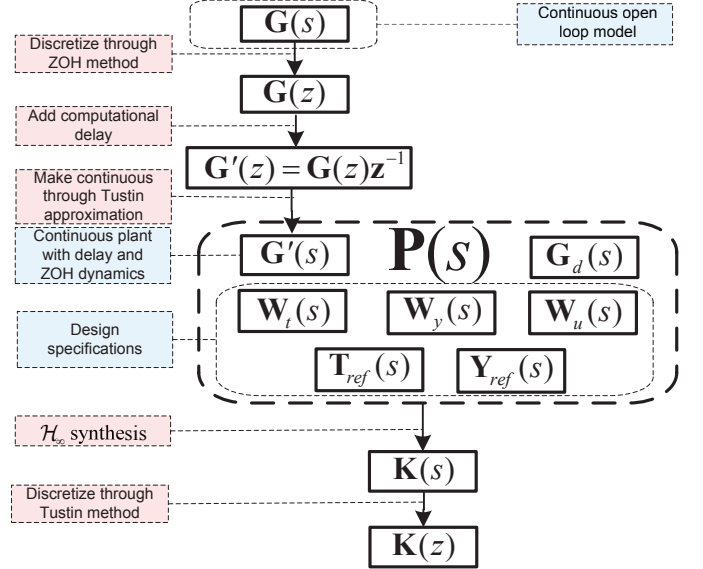 G(s)
Continuous open
loop model
Discretize through
ZOH method
G(z)
Add computational
delay
G′(z) = G(z)z⁻¹
Make continuous
through Tustin
approximation
Continuous plant
with delay and
ZOH dynamics
G′(s)
P(s)
G_d(s)
Design
specifications
W_t(s)
W_y(s)
W_u(s)
T_ref(s)
Y_ref(s)
ℋ∞ synthesis
K(s)
Discretize through
Tustin method
K(z)